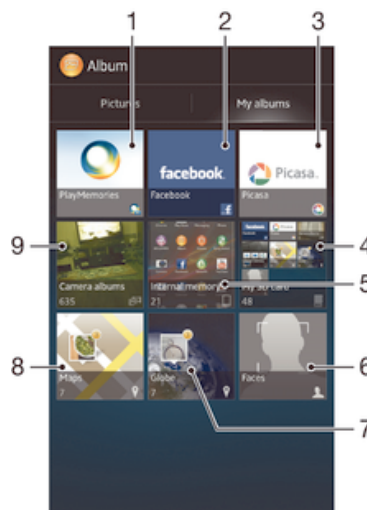 1
2
3
Album
Pictures
My albums
facebook.
Picasa.
PlayMemories
Facebook
Picasa
9
4
Camera albums
Internal memory
My SD card
5
635
21
48
8
6
Maps
Globe
Faces
7
7
7